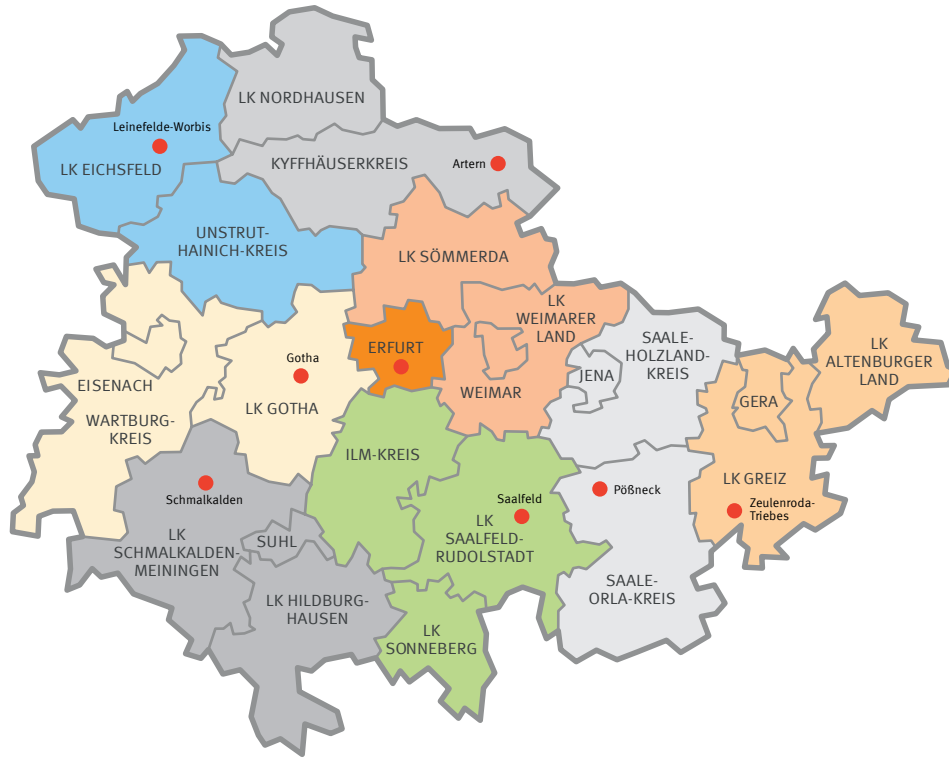 LK NORDHAUSEN
Leinefelde-Worbis
LK EICHSFELD
KYFFHÄUSERKREIS
Artern
UNSTRUT-
HAINICH-KREIS
LK SÖMMERDA
LK
WEIMARER
LAND
ERFURT
WEIMAR
SAALE-
HOLZLAND-
KREIS
JENA
LK
ALTENBURGER
LAND
GERA
Gotha
LK GOTHA
EISENACH
WARTBURG-
KREIS
ILM-KREIS
Schmalkalden
LK
SCHMALKALDEN-
MEININGEN
SUHL
LK HILDBURG-
HAUSEN
Saalfeld
LK
SAALFELD-
RUDOLSTADT
LK
SONNEBERG
Pößneck
SAALE-
ORLA-KREIS
LK GREIZ
Zeulenroda-
Triebes